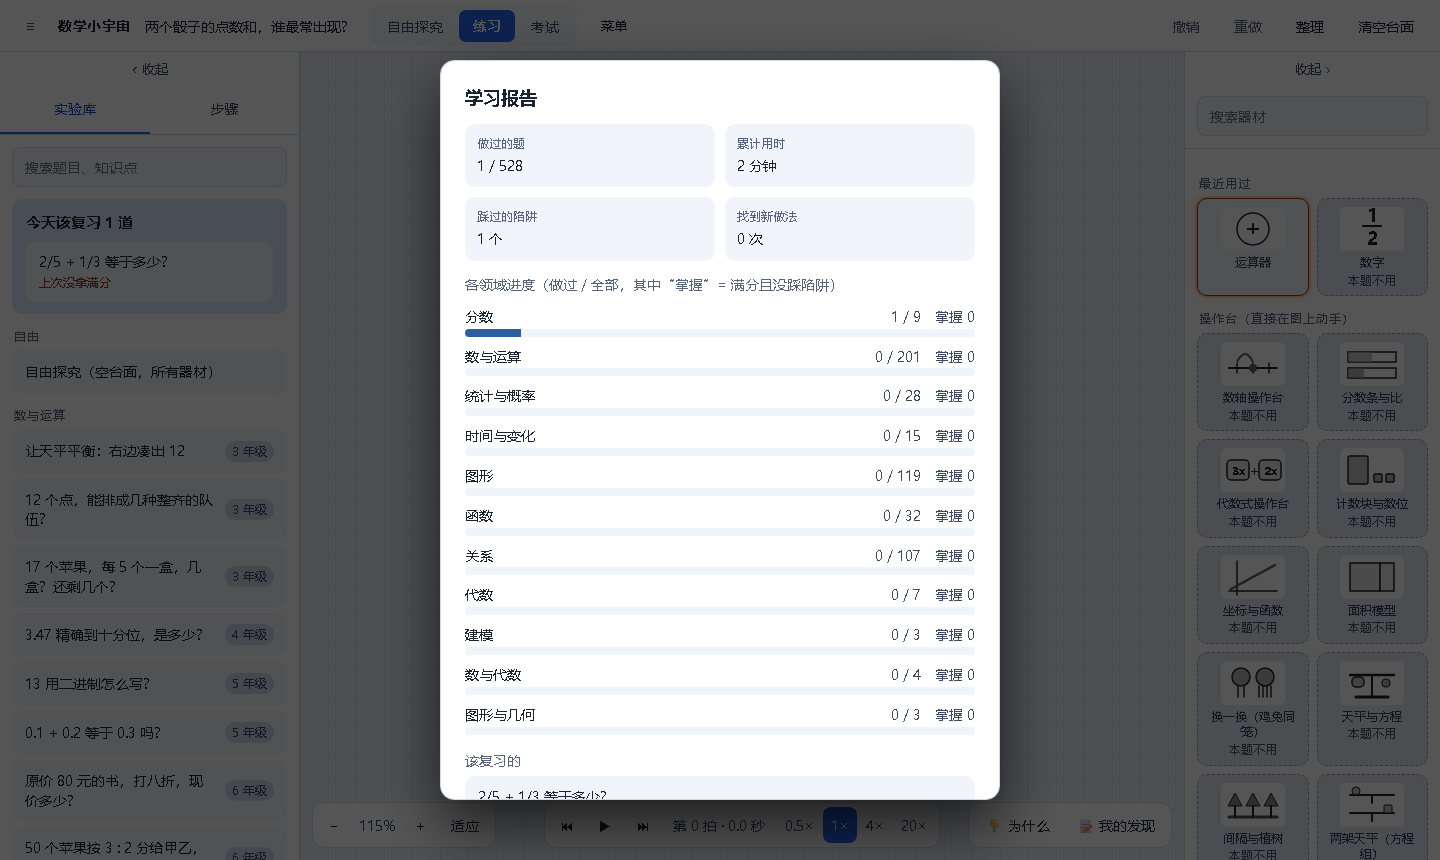 ≡ 数学小宇宙 两个骰子的点数和，谁最常出现？ 自由探究 练习 考试 菜单 撤销 重做 整理 清空台面
‹ 收起
实验库 步骤
搜索题目、知识点
今天该复习 1 道
2/5 + 1/3 等于多少？
上次没拿满分
自由
自由探究（空台面，所有器材）
数与运算
让天平平衡：右边凑出 12 3 年级
12 个点，能排成几种整齐的队
伍？
3 年级
17 个苹果，每 5 个一盒，几
盒？还剩几个？
3 年级
3.47 精确到十分位，是多少？ 4 年级
13 用二进制怎么写？ 5 年级
0.1 + 0.2 等于 0.3 吗？ 5 年级
原价 80 元的书，打八折，现
价多少？
6 年级
50 个苹果按 3 : 2 分给甲乙，
6 年级
学习报告
做过的题
1 / 528
累计用时
2 分钟
踩过的陷阱
1 个
找到新做法
0 次
各领域进度（做过 / 全部，其中“掌握” = 满分且没踩陷阱）
分数 1 / 9 掌握 0
数与运算 0 / 201 掌握 0
统计与概率 0 / 28 掌握 0
时间与变化 0 / 15 掌握 0
图形 0 / 119 掌握 0
函数 0 / 32 掌握 0
关系 0 / 107 掌握 0
代数 0 / 7 掌握 0
建模 0 / 3 掌握 0
数与代数 0 / 4 掌握 0
图形与几何 0 / 3 掌握 0
该复习的
2/5 + 1/3 等于多少？
− 115% + 适应
第 0 拍 · 0.0 秒 0.5× 1× 4× 20×
为什么 我的发现
收起 ›
搜索器材
最近用过
运算器
1
2
数字
本题不用
操作台（直接在图上动手）
数轴操作台
本题不用
分数条与比
本题不用
3x + 2x
代数式操作台
本题不用
计数块与数位
本题不用
坐标与函数
本题不用
面积模型
本题不用
换一换（鸡兔同
笼）
本题不用
天平与方程
本题不用
间隔与植树
本题不用
两架天平（方程
组）